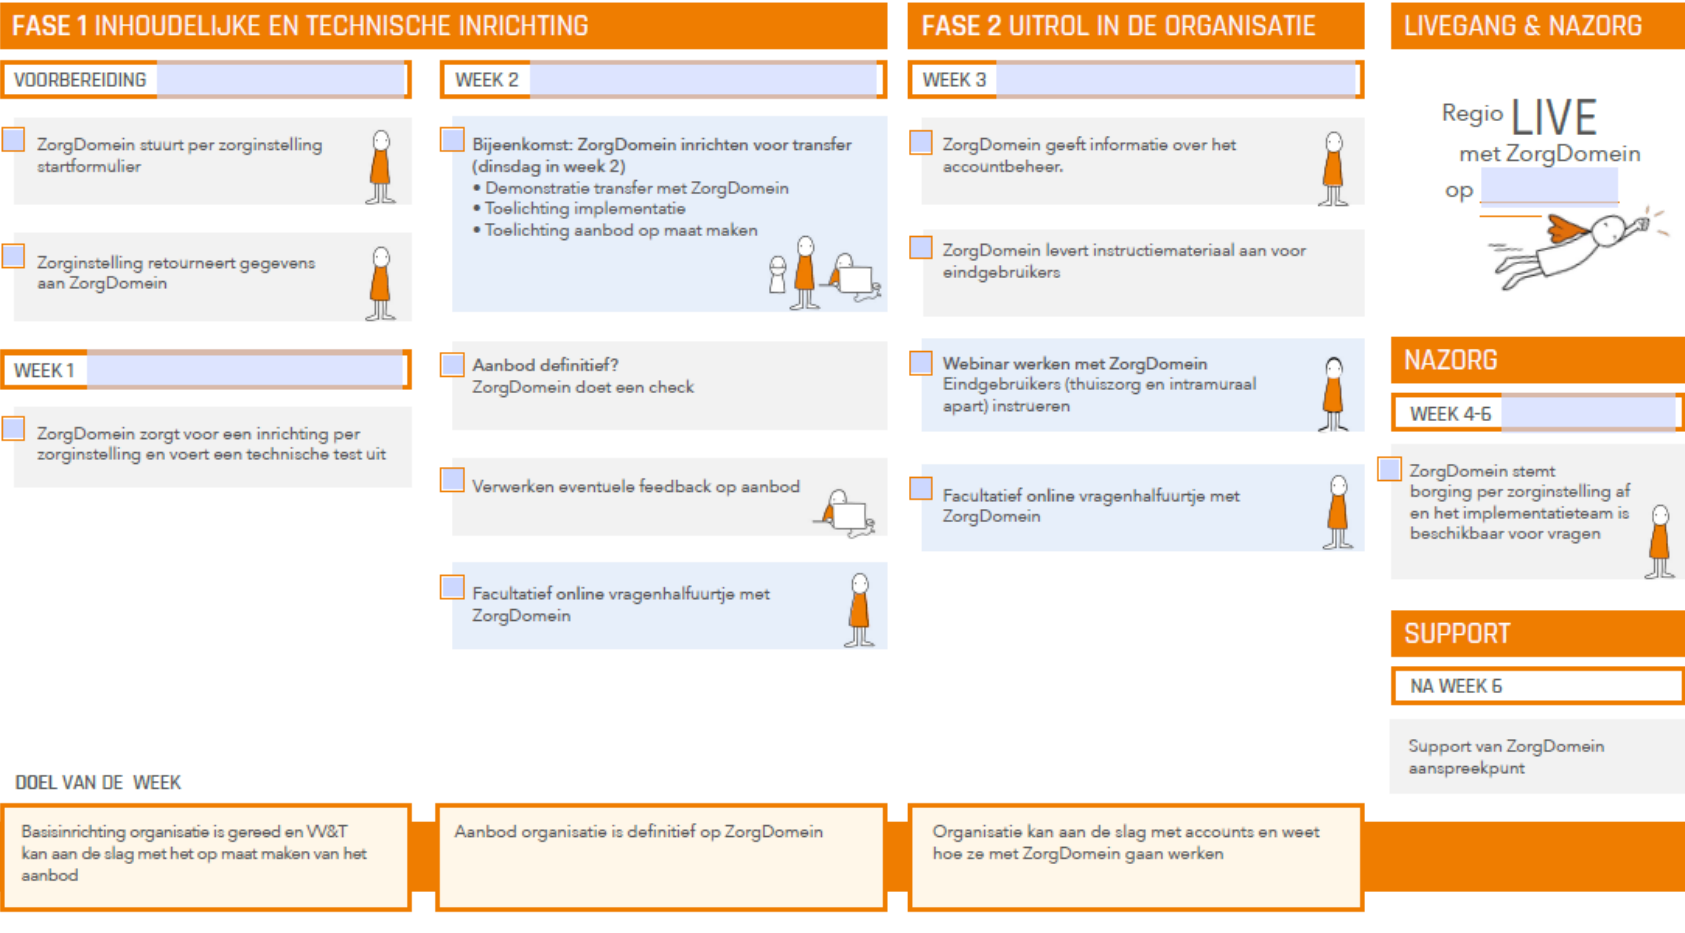 FASE 1 INHOUDELIJKE EN TECHNISCHE INRICHTING
VOORBEREIDING
ZorgDomein stuurt per zorginstelling
startformulier
Zorginstelling retourneert gegevens
aan ZorgDomein
WEEK 1
ZorgDomein zorgt voor een inrichting per
zorginstelling en voert een technische test uit
WEEK 2
Bijeenkomst: ZorgDomein inrichten voor transfer
(dinsdag in week 2)
• Demonstratie transfer met ZorgDomein
• Toelichting implementatie
• Toelichting aanbod op maat maken
Aanbod definitief?
ZorgDomein doet een check
Verwerken eventuele feedback op aanbod
Facultatief online vragenhalfuurtje met
ZorgDomein
FASE 2 UITROL IN DE ORGANISATIE
WEEK 3
ZorgDomein geeft informatie over het
accountbeheer.
ZorgDomein levert instructiemateriaal aan voor
eindgebruikers
Webinar werken met ZorgDomein
Eindgebruikers (thuiszorg en intramuraal
apart) instrueren
Facultatief online vragenhalfuurtje met
ZorgDomein
LIVEGANG & NAZORG
Regio LIVE
met ZorgDomein
op
NAZORG
WEEK 4-6
ZorgDomein stemt
borging per zorginstelling af
en het implementatieteam is
beschikbaar voor vragen
SUPPORT
NA WEEK 6
Support van ZorgDomein
aanspreekpunt
DOEL VAN DE WEEK
Basisinrichting organisatie is gereed en VV&T
kan aan de slag met het op maat maken van het
aanbod
Aanbod organisatie is definitief op ZorgDomein
Organisatie kan aan de slag met accounts en weet
hoe ze met ZorgDomein gaan werken